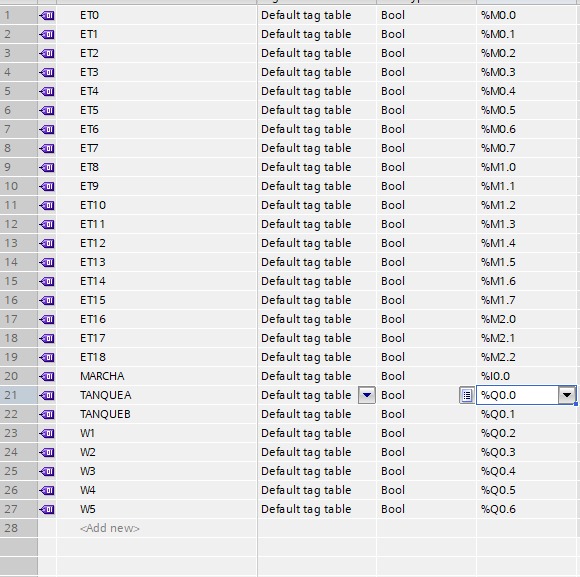 1 ET0 Default tag table Bool %M0.0
2 ET1 Default tag table Bool %M0.1
3 ET2 Default tag table Bool %M0.2
4 ET3 Default tag table Bool %M0.3
5 ET4 Default tag table Bool %M0.4
6 ET5 Default tag table Bool %M0.5
7 ET6 Default tag table Bool %M0.6
8 ET7 Default tag table Bool %M0.7
9 ET8 Default tag table Bool %M1.0
10 ET9 Default tag table Bool %M1.1
11 ET10 Default tag table Bool %M1.2
12 ET11 Default tag table Bool %M1.3
13 ET12 Default tag table Bool %M1.4
14 ET13 Default tag table Bool %M1.5
15 ET14 Default tag table Bool %M1.6
16 ET15 Default tag table Bool %M1.7
17 ET16 Default tag table Bool %M2.0
18 ET17 Default tag table Bool %M2.1
19 ET18 Default tag table Bool %M2.2
20 MARCHA Default tag table Bool %I0.0
21 TANQUEA Default tag table Bool %Q0.0
22 TANQUEB Default tag table Bool %Q0.1
23 W1 Default tag table Bool %Q0.2
24 W2 Default tag table Bool %Q0.3
25 W3 Default tag table Bool %Q0.4
26 W4 Default tag table Bool %Q0.5
27 W5 Default tag table Bool %Q0.6
28 <Add new>